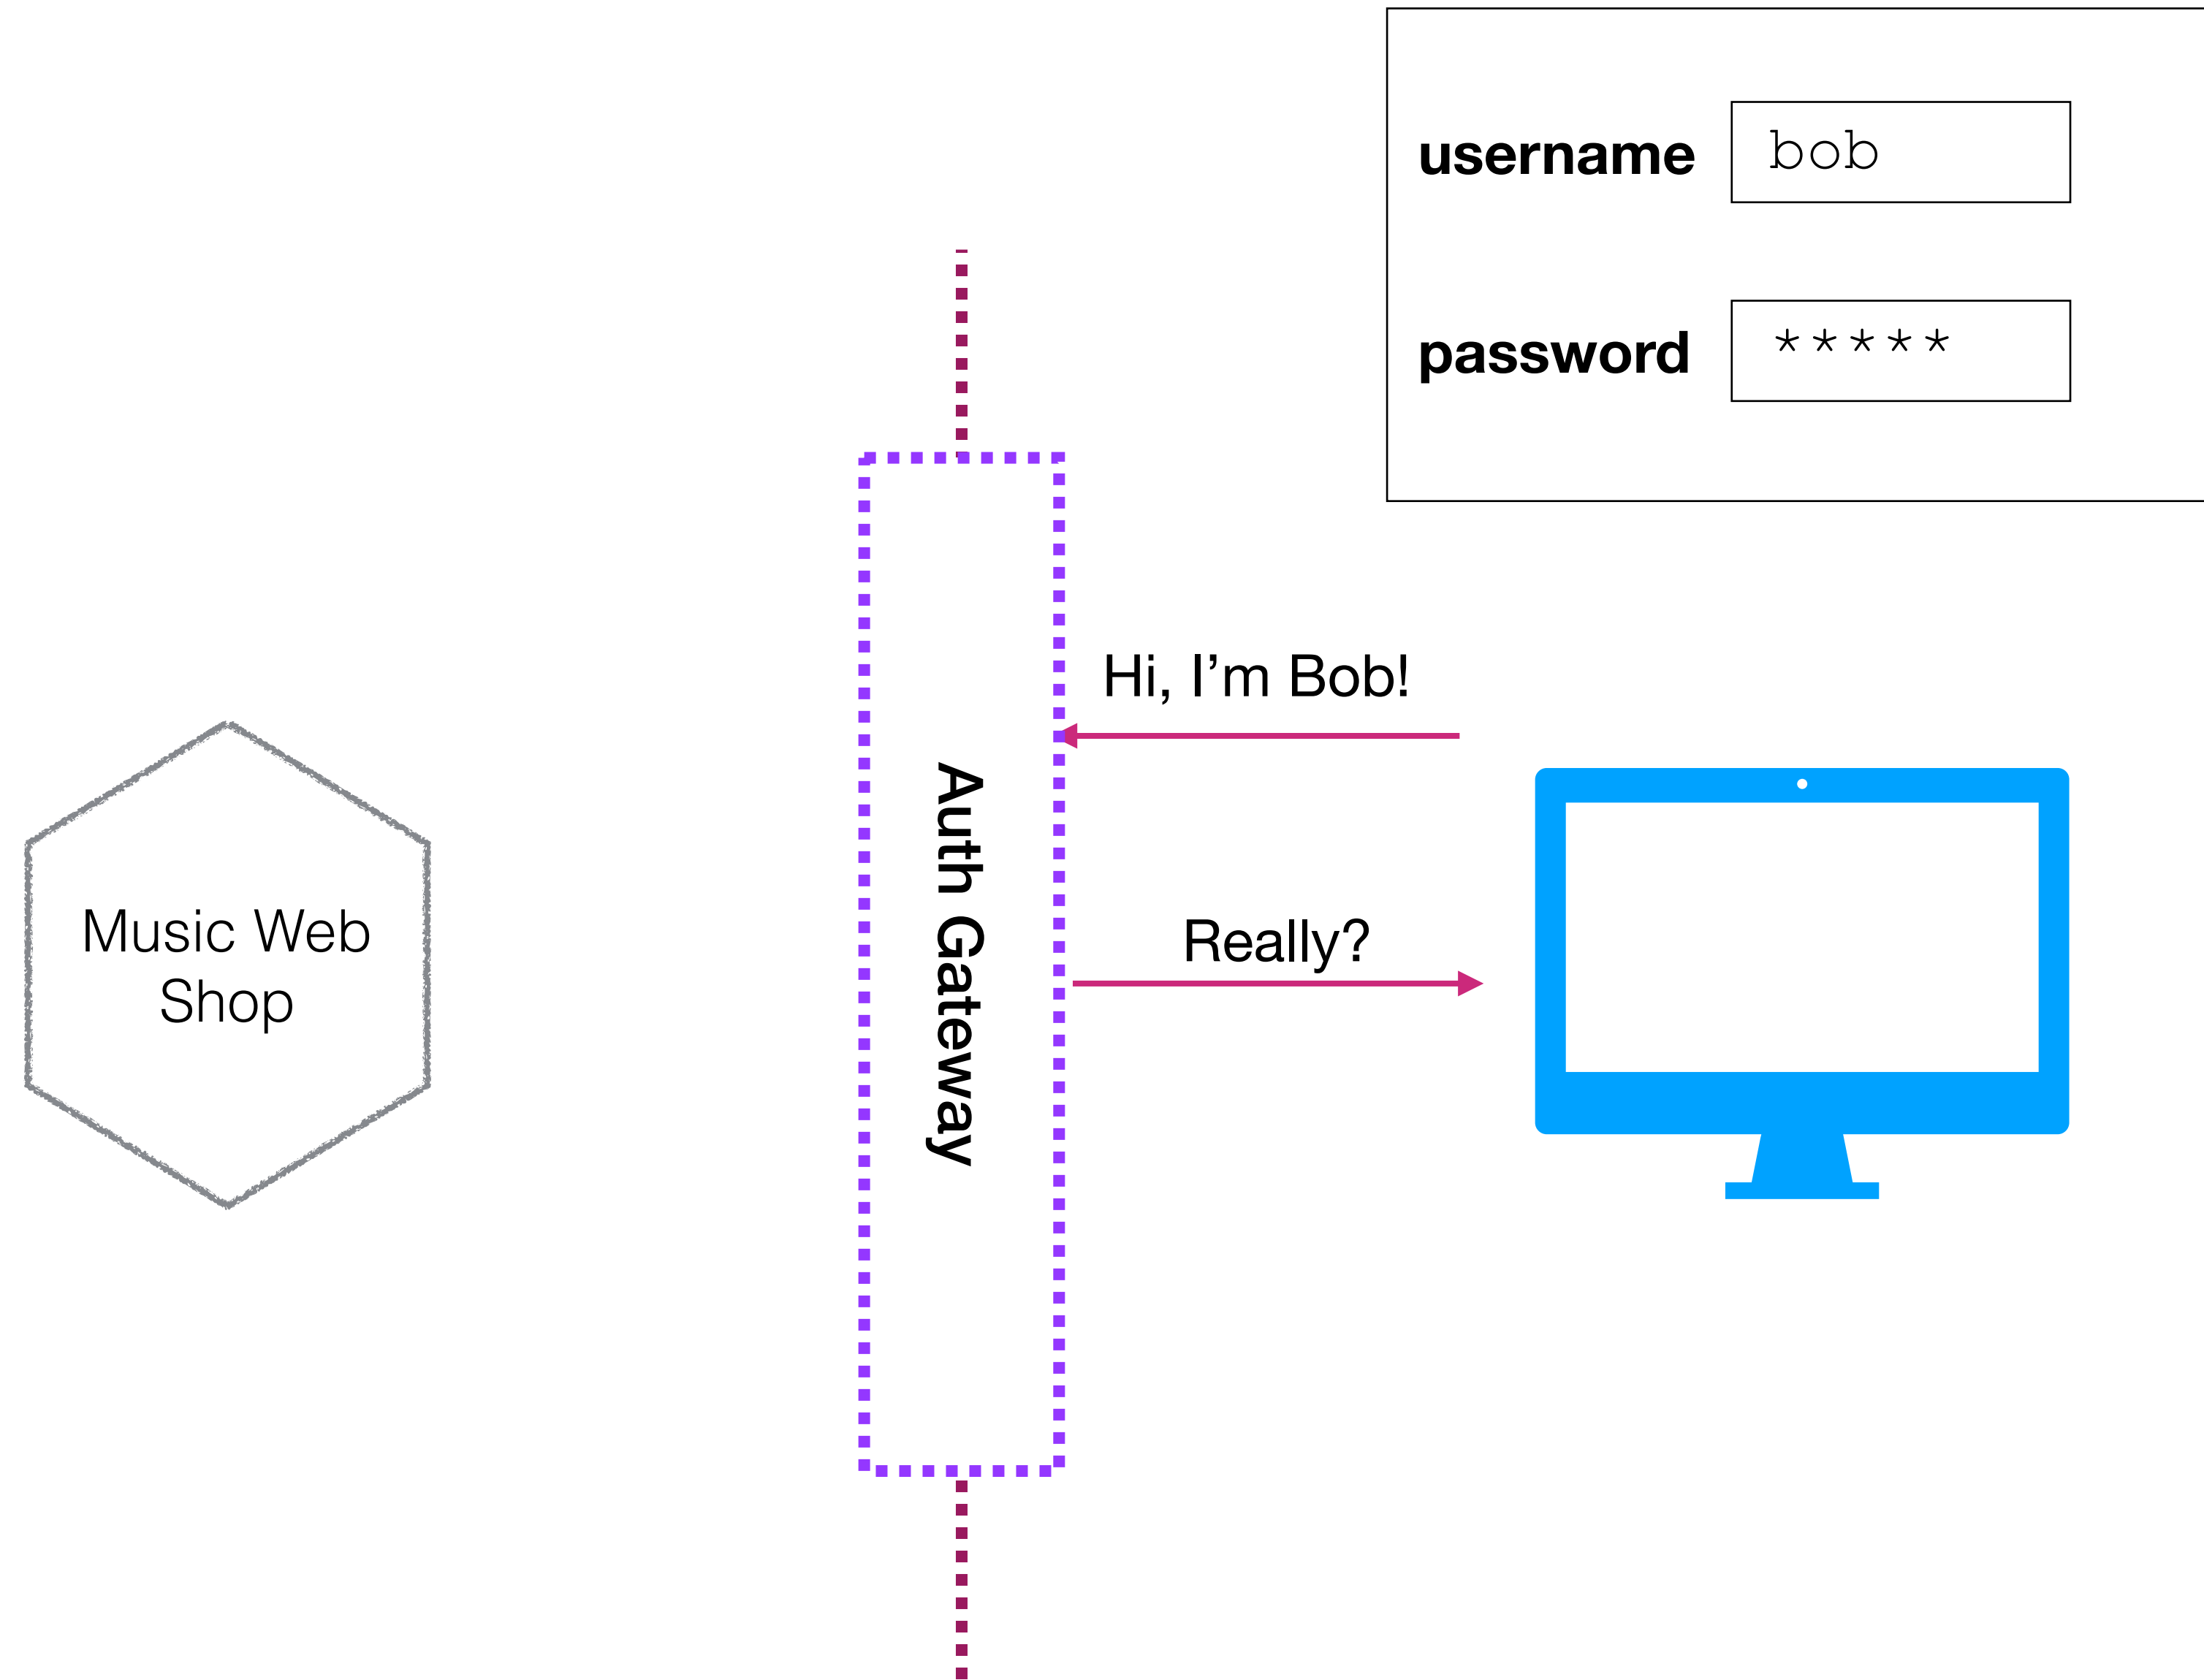 username bob
password *****
Hi, I’m Bob!
Auth Gateway
Music Web
Shop
Really?